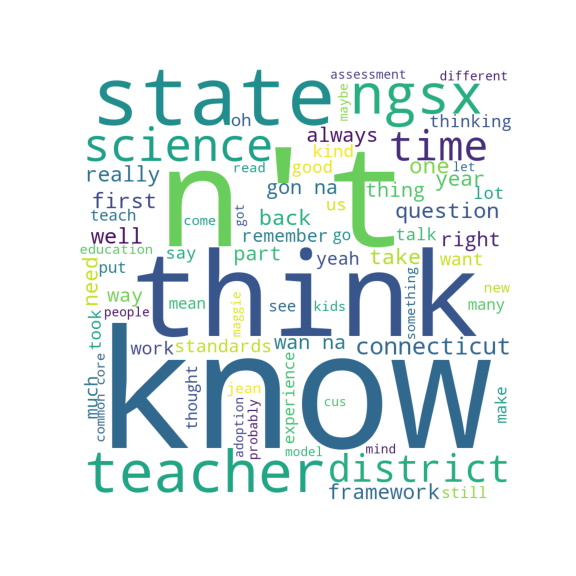 assessment
different
state
ngsx
maybe
oh
thinking
science
always
time
kind
really
read
good
one
year
gon na
thing
lot
let
n't
first
us
question
teach
come
got
back
well
remember
go
talk
right
education
say
part
yeah
take
want
need
put
think
way
mean
maggie
see
kids
something
new
many
people
took
work
standards
wan na
connecticut
know
much
common core
thought
jean
experience
cus
make
adoption
probably
model
mind
teacher
district
framework
still